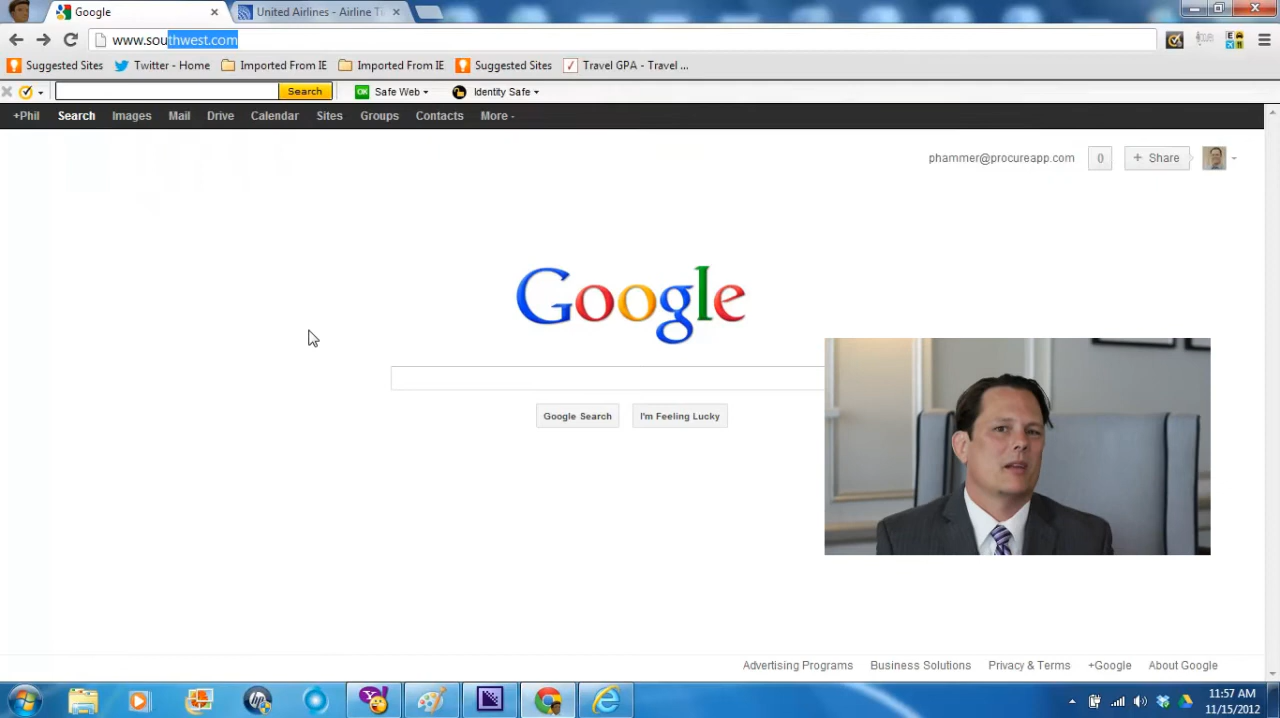 Google
United Airlines - Airline Ti
www.southwest.com
Suggested Sites
Twitter - Home
Imported From IE
Imported From IE
Suggested Sites
Travel GPA - Travel ...
Search
OK
Safe Web
Identity Safe
+Phil
Search
Images
Mail
Drive
Calendar
Sites
Groups
Contacts
More
phammer@procureapp.com
0
+ Share
Google
Google Search
I'm Feeling Lucky
Advertising Programs
Business Solutions
Privacy & Terms
+Google
About Google
11:57 AM
11/15/2012